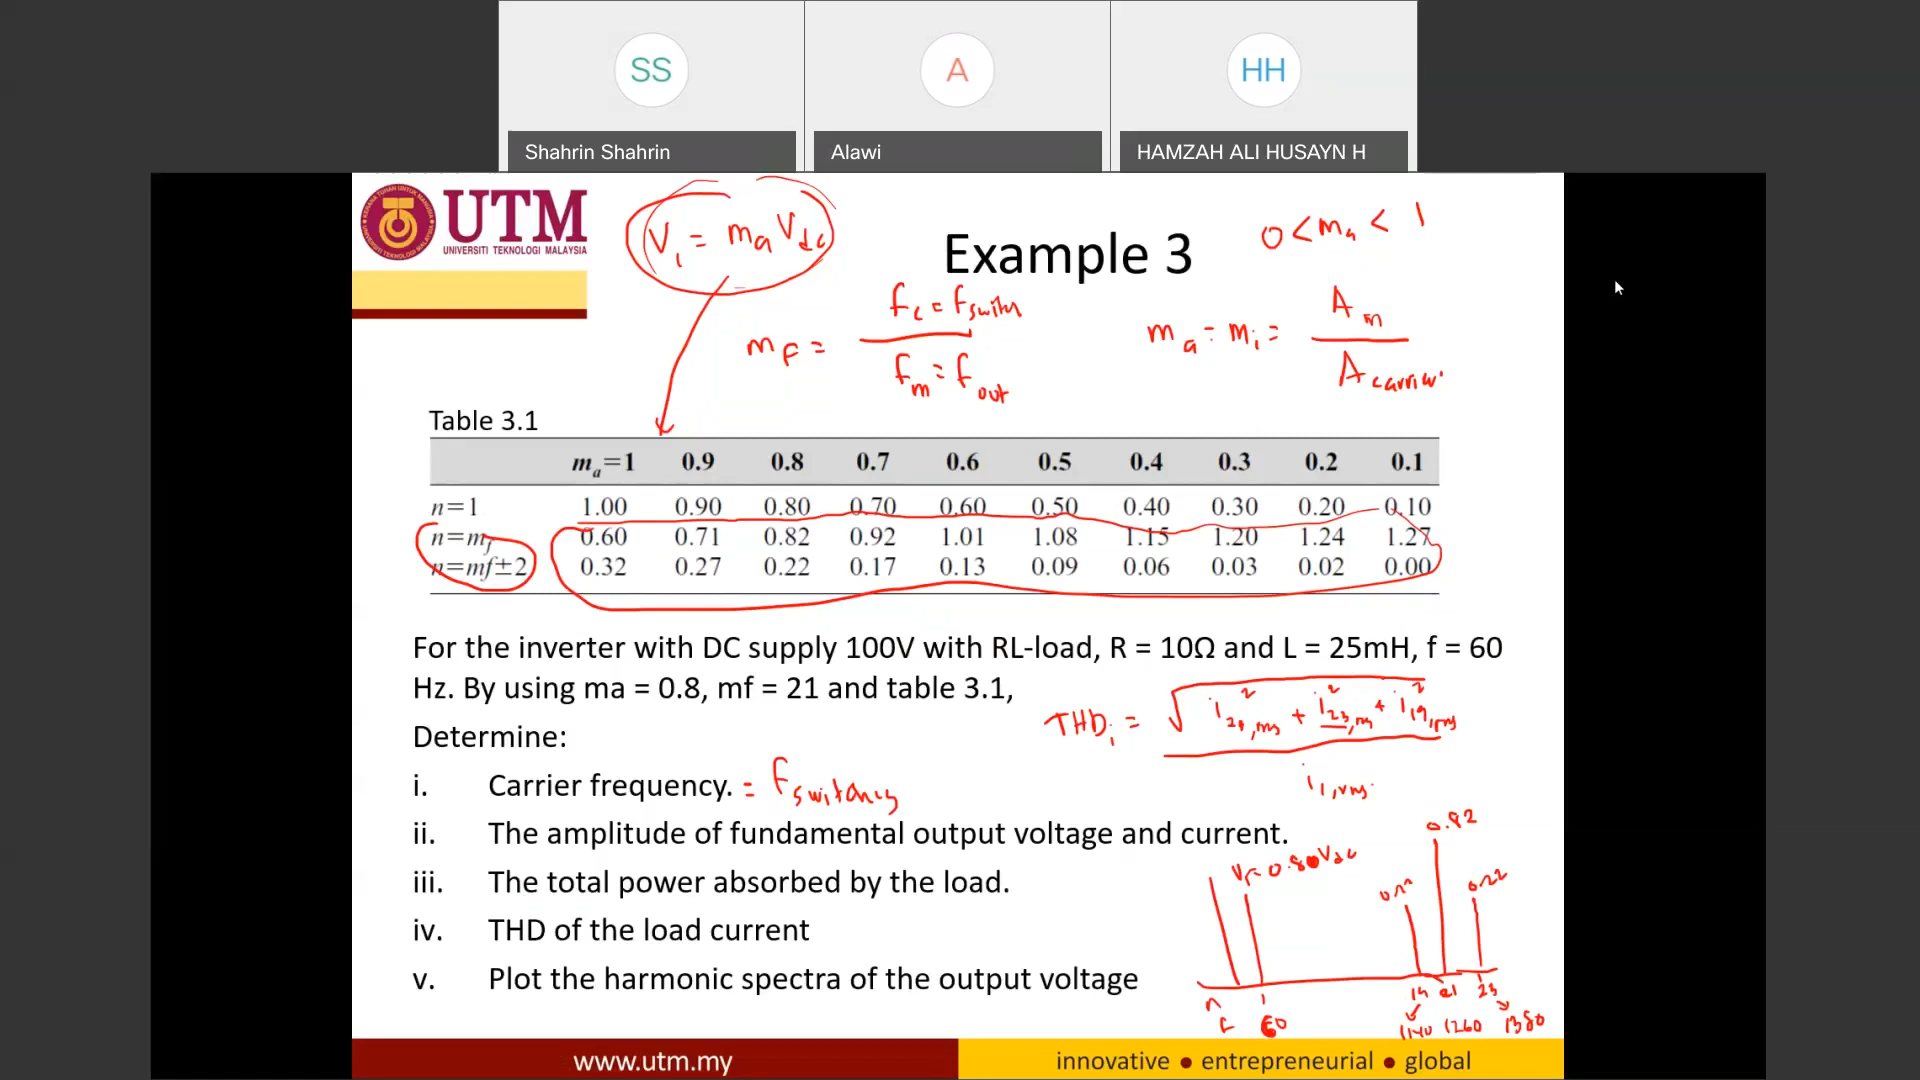 SS
A
HH
Shahrin Shahrin
Alawi
HAMZAH ALI HUSAYN H
UTM
UNIVERSITI TEKNOLOGI MALAYSIA
V1 = ma Vdc
Example 3
0 < ma < 1
mF = fc = fswitch / fm = fout
ma = mi = Am / Acarrier
Table 3.1
ma=1 0.9 0.8 0.7 0.6 0.5 0.4 0.3 0.2 0.1
n=1 1.00 0.90 0.80 0.70 0.60 0.50 0.40 0.30 0.20 0.10
n=mf 0.60 0.71 0.82 0.92 1.01 1.08 1.15 1.20 1.24 1.27
n=mf±2 0.32 0.27 0.22 0.17 0.13 0.09 0.06 0.03 0.02 0.00
For the inverter with DC supply 100V with RL-load, R = 10Ω and L = 25mH, f = 60
Hz. By using ma = 0.8, mf = 21 and table 3.1,
Determine:
i. Carrier frequency.
ii. The amplitude of fundamental output voltage and current.
iii. The total power absorbed by the load.
iv. THD of the load current
v. Plot the harmonic spectra of the output voltage
THDi =
i1,rms
0.82
0.22
n 1 19 21 23
f 60 1140 1260 1380
www.utm.my
innovative ● entrepreneurial ● global